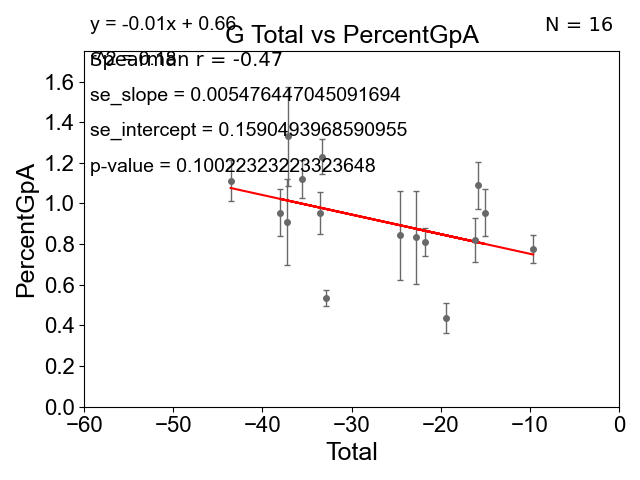 y = -0.01x + 0.66
G Total vs PercentGpA
N = 16
Spearman r = -0.47
se_slope = 0.005476447045091694
se_intercept = 0.1590493968590955
p-value = 0.10022323223323648
PercentGpA
1.6
1.4
1.2
1.0
0.8
0.6
0.4
0.2
0.0
−60
−50
−40
−30
−20
−10
0
Total